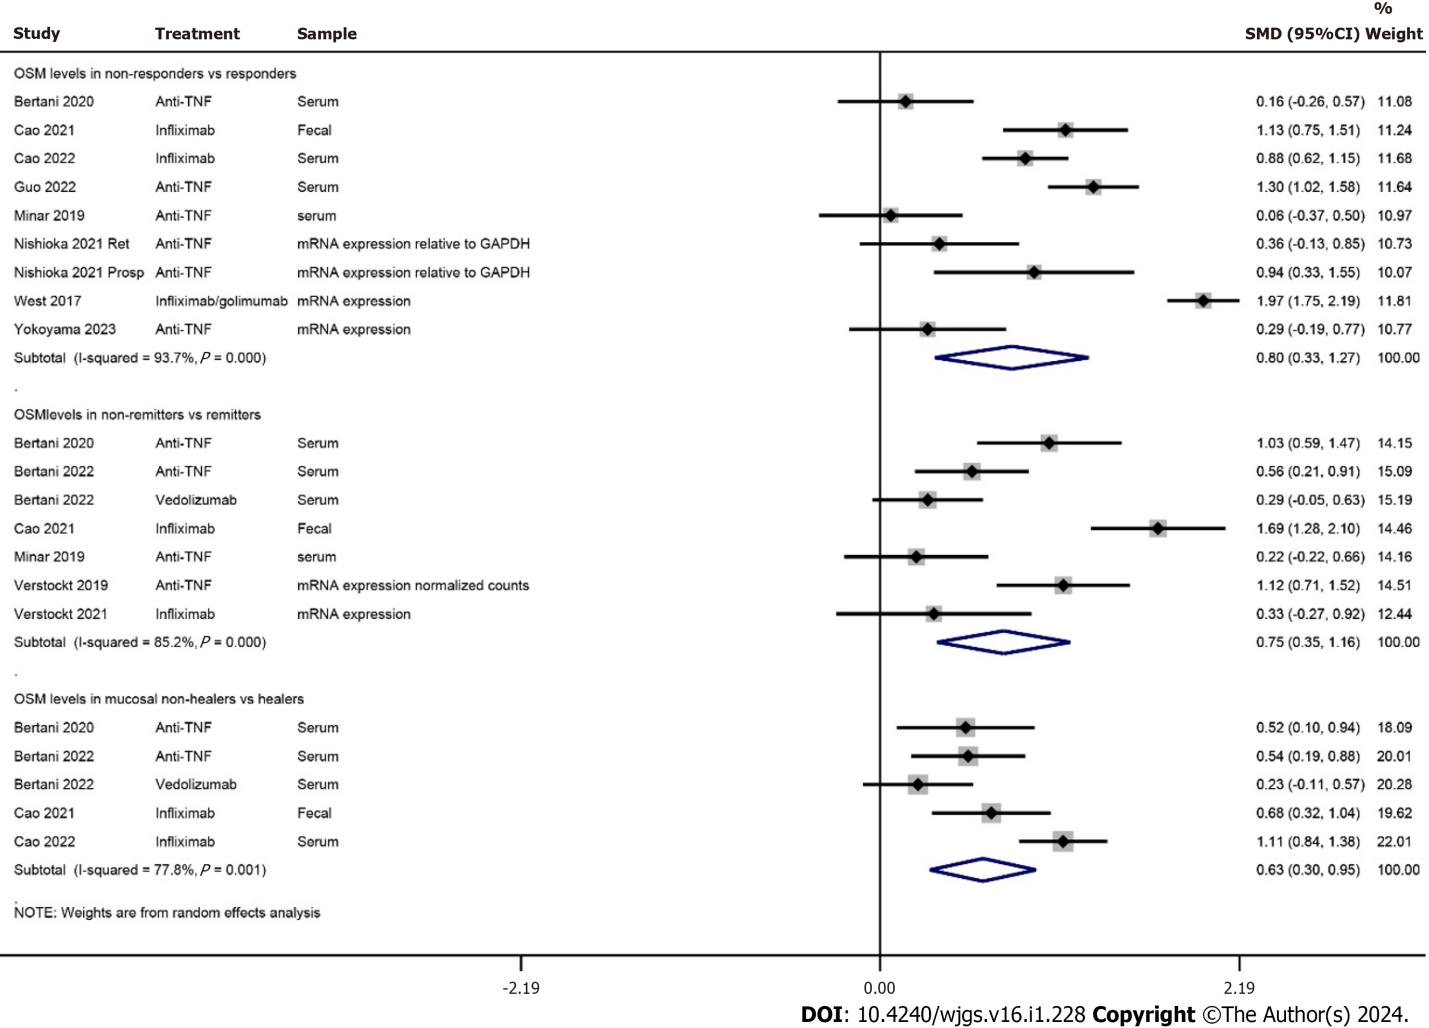 %
Study Treatment Sample SMD (95%CI) Weight
OSM levels in non-responders vs responders
Bertani 2020 Anti-TNF Serum 0.16 (-0.26, 0.57) 11.08
Cao 2021 Infliximab Fecal 1.13 (0.75, 1.51) 11.24
Cao 2022 Infliximab Serum 0.88 (0.62, 1.15) 11.68
Guo 2022 Anti-TNF Serum 1.30 (1.02, 1.58) 11.64
Minar 2019 Anti-TNF serum 0.06 (-0.37, 0.50) 10.97
Nishioka 2021 Ret Anti-TNF mRNA expression relative to GAPDH 0.36 (-0.13, 0.85) 10.73
Nishioka 2021 Prosp Anti-TNF mRNA expression relative to GAPDH 0.94 (0.33, 1.55) 10.07
West 2017 Infliximab/golimumab mRNA expression 1.97 (1.75, 2.19) 11.81
Yokoyama 2023 Anti-TNF mRNA expression 0.29 (-0.19, 0.77) 10.77
Subtotal (I-squared = 93.7%, P = 0.000) 0.80 (0.33, 1.27) 100.00
.
OSMlevels in non-remitters vs remitters
Bertani 2020 Anti-TNF Serum 1.03 (0.59, 1.47) 14.15
Bertani 2022 Anti-TNF Serum 0.56 (0.21, 0.91) 15.09
Bertani 2022 Vedolizumab Serum 0.29 (-0.05, 0.63) 15.19
Cao 2021 Infliximab Fecal 1.69 (1.28, 2.10) 14.46
Minar 2019 Anti-TNF serum 0.22 (-0.22, 0.66) 14.16
Verstockt 2019 Anti-TNF mRNA expression normalized counts 1.12 (0.71, 1.52) 14.51
Verstockt 2021 Infliximab mRNA expression 0.33 (-0.27, 0.92) 12.44
Subtotal (I-squared = 85.2%, P = 0.000) 0.75 (0.35, 1.16) 100.00
.
OSM levels in mucosal non-healers vs healers
Bertani 2020 Anti-TNF Serum 0.52 (0.10, 0.94) 18.09
Bertani 2022 Anti-TNF Serum 0.54 (0.19, 0.88) 20.01
Bertani 2022 Vedolizumab Serum 0.23 (-0.11, 0.57) 20.28
Cao 2021 Infliximab Fecal 0.68 (0.32, 1.04) 19.62
Cao 2022 Infliximab Serum 1.11 (0.84, 1.38) 22.01
Subtotal (I-squared = 77.8%, P = 0.001) 0.63 (0.30, 0.95) 100.00
.
NOTE: Weights are from random effects analysis
-2.19 0.00 2.19
DOI: 10.4240/wjgs.v16.i1.228 Copyright ©The Author(s) 2024.